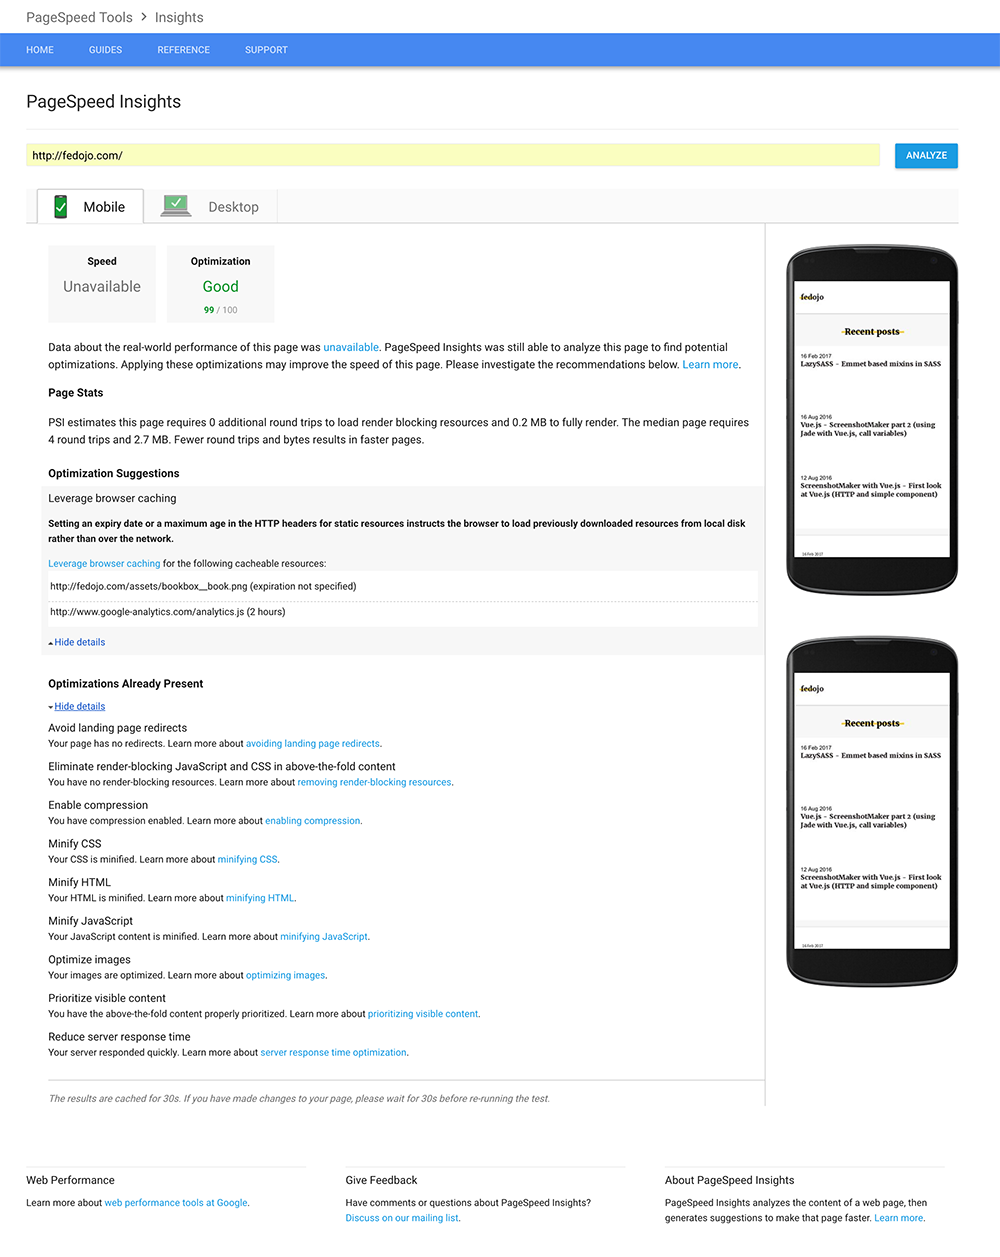 PageSpeed Tools > Insights
HOME GUIDES REFERENCE SUPPORT
PageSpeed Insights
http://fedojo.com/
ANALYZE
Mobile
Desktop
Speed
Unavailable
Optimization
Good
99 / 100
Data about the real-world performance of this page was unavailable. PageSpeed Insights was still able to analyze this page to find potential
optimizations. Applying these optimizations may improve the speed of this page. Please investigate the recommendations below. Learn more.
Page Stats
PSI estimates this page requires 0 additional round trips to load render blocking resources and 0.2 MB to fully render. The median page requires
4 round trips and 2.7 MB. Fewer round trips and bytes results in faster pages.
Optimization Suggestions
Leverage browser caching
Setting an expiry date or a maximum age in the HTTP headers for static resources instructs the browser to load previously downloaded resources from local disk
rather than over the network.
Leverage browser caching for the following cacheable resources:
http://fedojo.com/assets/bookbox__book.png (expiration not specified)
http://www.google-analytics.com/analytics.js (2 hours)
Hide details
Optimizations Already Present
Hide details
Avoid landing page redirects
Your page has no redirects. Learn more about avoiding landing page redirects.
Eliminate render-blocking JavaScript and CSS in above-the-fold content
You have no render-blocking resources. Learn more about removing render-blocking resources.
Enable compression
You have compression enabled. Learn more about enabling compression.
Minify CSS
Your CSS is minified. Learn more about minifying CSS.
Minify HTML
Your HTML is minified. Learn more about minifying HTML.
Minify JavaScript
Your JavaScript content is minified. Learn more about minifying JavaScript.
Optimize images
Your images are optimized. Learn more about optimizing images.
Prioritize visible content
You have the above-the-fold content properly prioritized. Learn more about prioritizing visible content.
Reduce server response time
Your server responded quickly. Learn more about server response time optimization.
The results are cached for 30s. If you have made changes to your page, please wait for 30s before re-running the test.
fedojo
Recent posts
16 Feb 2017
LazySASS – Emmet based mixins in SASS
16 Aug 2016
Vue.js – ScreenshotMaker part 2 (using
Jade with Vue.js, call variables)
12 Aug 2016
ScreenshotMaker with Vue.js – First look
at Vue.js (HTTP and simple component)
16 Feb 2017
fedojo
Recent posts
16 Feb 2017
LazySASS – Emmet based mixins in SASS
16 Aug 2016
Vue.js – ScreenshotMaker part 2 (using
Jade with Vue.js, call variables)
12 Aug 2016
ScreenshotMaker with Vue.js – First look
at Vue.js (HTTP and simple component)
16 Feb 2017
Web Performance
Learn more about web performance tools at Google.
Give Feedback
Have comments or questions about PageSpeed Insights?
Discuss on our mailing list.
About PageSpeed Insights
PageSpeed Insights analyzes the content of a web page, then
generates suggestions to make that page faster. Learn more.